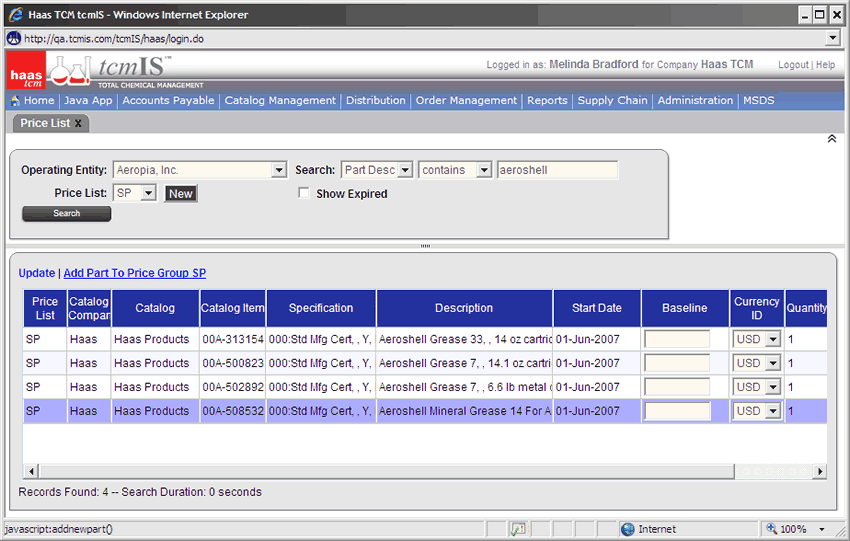 Haas TCM tcmIS - Windows Internet Explorer
http://qa.tcmis.com/tcmIS/haas/login.do
haas tcm
tcmIS™
TOTAL CHEMICAL MANAGEMENT
Logged in as: Melinda Bradford for Company Haas TCM
Logout | Help
Home | Java App | Accounts Payable | Catalog Management | Distribution | Order Management | Reports | Supply Chain | Administration | MSDS
Price List X
Operating Entity: Aeropia, Inc. Search: Part Desc contains aeroshell
Price List: SP New Show Expired
Search
Update | Add Part To Price Group SP
Price List Catalog Compan Catalog Catalog Item Specification Description Start Date Baseline Currency ID Quantity
SP Haas Haas Products 00A-313154 000:Std Mfg Cert, , Y, Aeroshell Grease 33, , 14 oz cartric 01-Jun-2007 USD 1
SP Haas Haas Products 00A-500823 000:Std Mfg Cert, , Y, Aeroshell Grease 7, , 14.1 oz cartri 01-Jun-2007 USD 1
SP Haas Haas Products 00A-502892 000:Std Mfg Cert, , Y, Aeroshell Grease 7, , 6.6 lb metal c 01-Jun-2007 USD 1
SP Haas Haas Products 00A-508532 000:Std Mfg Cert, , Y, Aeroshell Mineral Grease 14 For A 01-Jun-2007 USD 1
Records Found: 4 -- Search Duration: 0 seconds
javascript:addnewpart()
Internet
100%